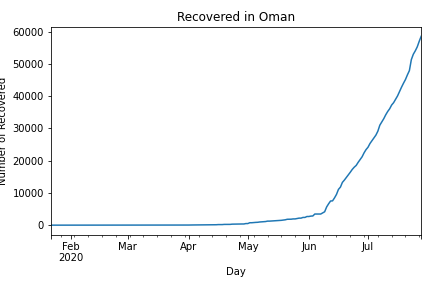 Recovered in Oman
60000
50000
40000
30000
20000
10000
0
Number of Recovered
Feb
2020
Mar
Apr
May
Jun
Jul
Day